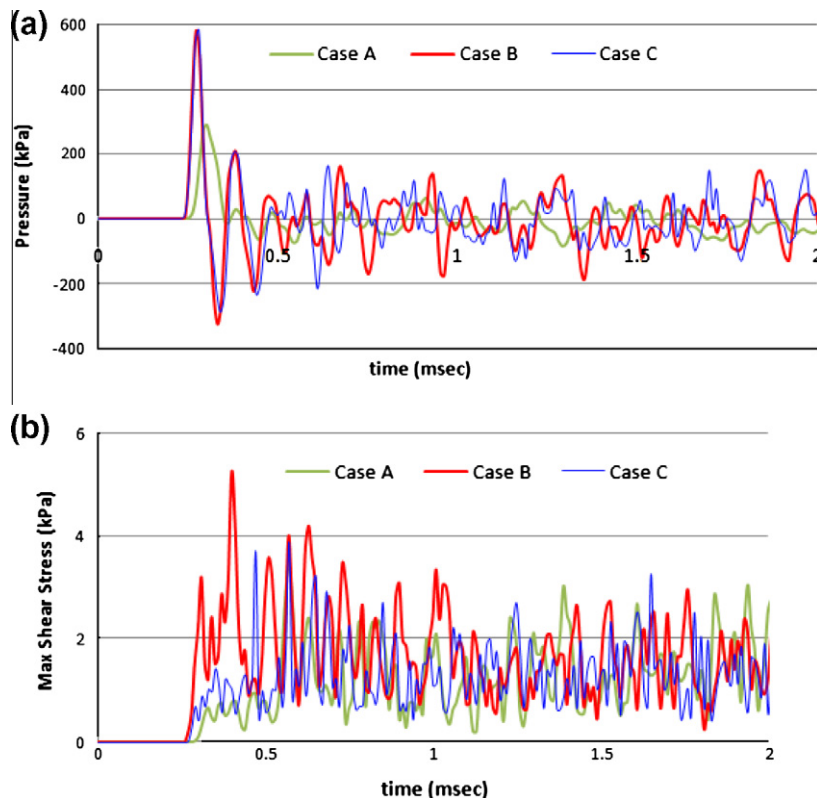 (a)
600
400
200
0
-200
-400
Pressure (kPa)
Case A Case B Case C
0 0.5 1 1.5 2
time (msec)
(b)
6
4
2
0
Max Shear Stress (kPa)
Case A Case B Case C
0 0.5 1 1.5 2
time (msec)